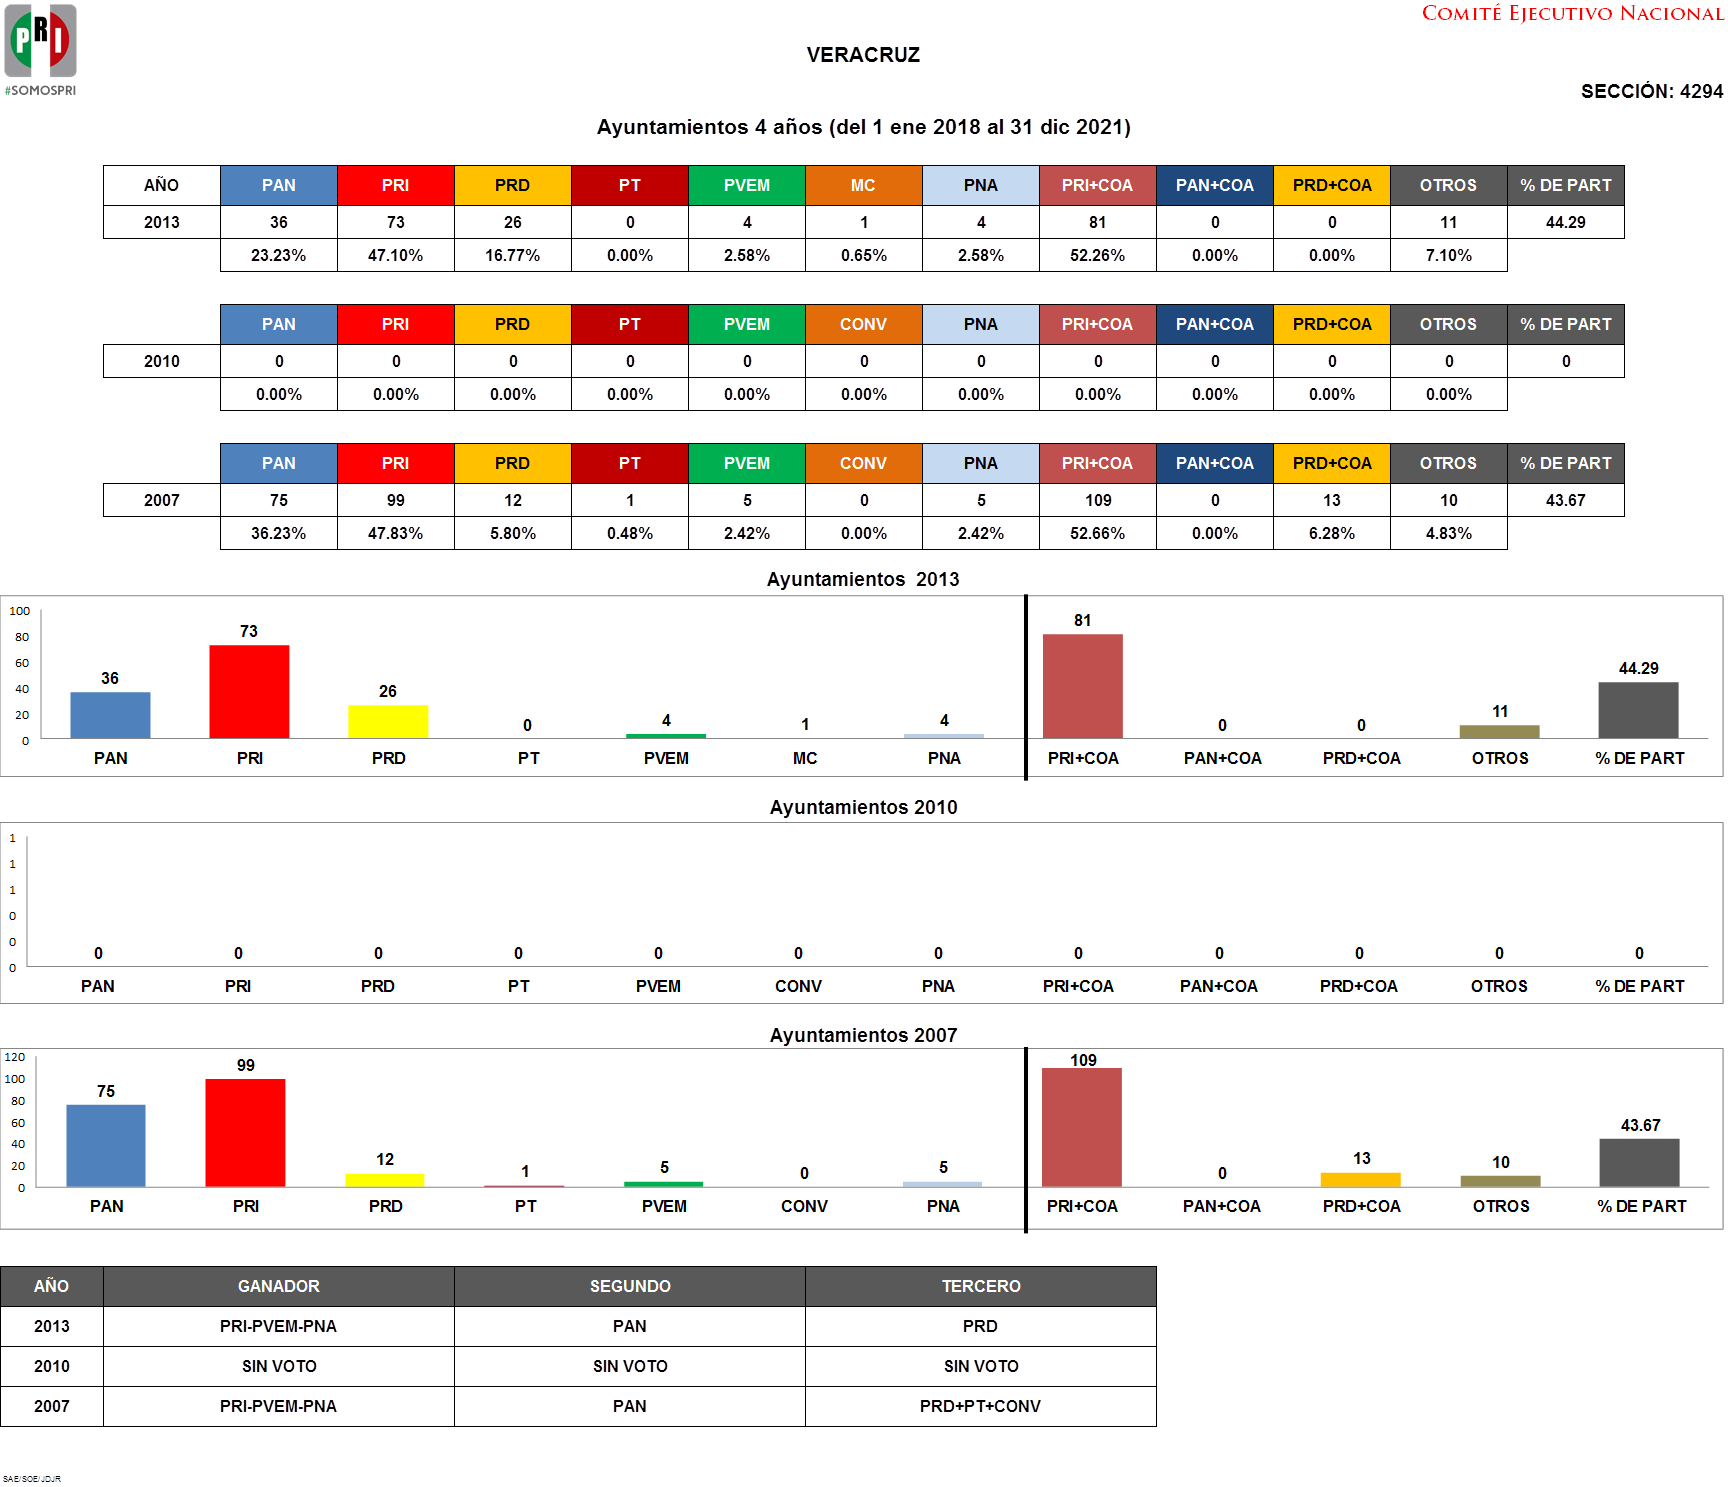 COMITÉ EJECUTIVO NACIONAL
PRI
#SOMOSPRI
VERACRUZ
SECCIÓN: 4294
Ayuntamientos 4 años (del 1 ene 2018 al 31 dic 2021)
AÑO PAN PRI PRD PT PVEM MC PNA PRI+COA PAN+COA PRD+COA OTROS % DE PART
2013 36 73 26 0 4 1 4 81 0 0 11 44.29
23.23% 47.10% 16.77% 0.00% 2.58% 0.65% 2.58% 52.26% 0.00% 0.00% 7.10%
PAN PRI PRD PT PVEM CONV PNA PRI+COA PAN+COA PRD+COA OTROS % DE PART
2010 0 0 0 0 0 0 0 0 0 0 0 0
0.00% 0.00% 0.00% 0.00% 0.00% 0.00% 0.00% 0.00% 0.00% 0.00% 0.00%
PAN PRI PRD PT PVEM CONV PNA PRI+COA PAN+COA PRD+COA OTROS % DE PART
2007 75 99 12 1 5 0 5 109 0 13 10 43.67
36.23% 47.83% 5.80% 0.48% 2.42% 0.00% 2.42% 52.66% 0.00% 6.28% 4.83%
Ayuntamientos 2013
100
80
60
40
20
0
36 73 26 0 4 1 4 81 0 0 11 44.29
PAN PRI PRD PT PVEM MC PNA PRI+COA PAN+COA PRD+COA OTROS % DE PART
Ayuntamientos 2010
1
1
1
0
0
0
0 0 0 0 0 0 0 0 0 0 0 0
PAN PRI PRD PT PVEM CONV PNA PRI+COA PAN+COA PRD+COA OTROS % DE PART
Ayuntamientos 2007
120
100
80
60
40
20
0
75 99 12 1 5 0 5 109 0 13 10 43.67
PAN PRI PRD PT PVEM CONV PNA PRI+COA PAN+COA PRD+COA OTROS % DE PART
AÑO GANADOR SEGUNDO TERCERO
2013 PRI-PVEM-PNA PAN PRD
2010 SIN VOTO SIN VOTO SIN VOTO
2007 PRI-PVEM-PNA PAN PRD+PT+CONV
SAE/SOE/JDJR